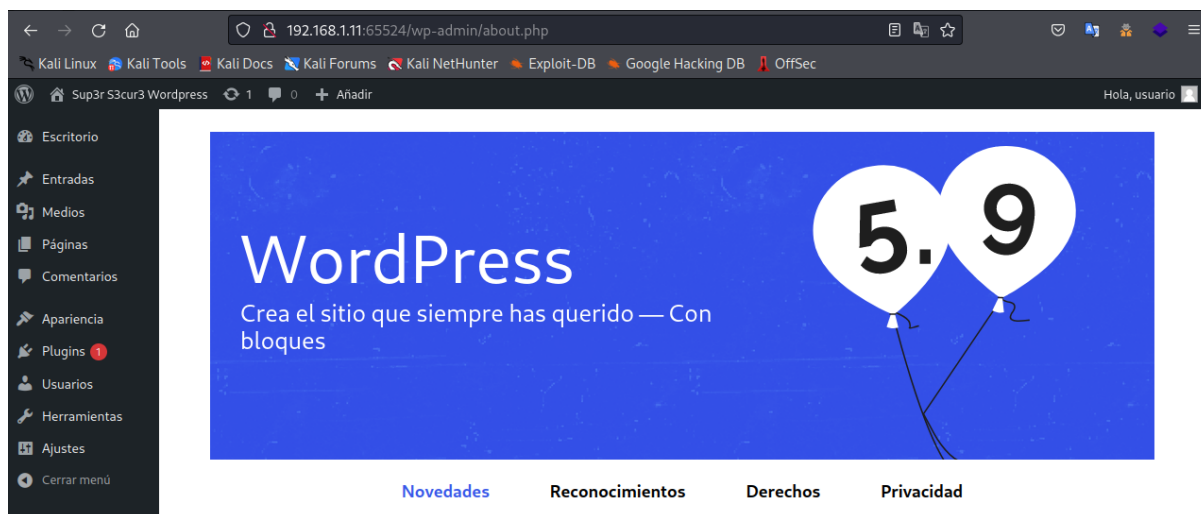 192.168.1.11:65524/wp-admin/about.php
Kali Linux Kali Tools Kali Docs Kali Forums Kali NetHunter Exploit-DB Google Hacking DB OffSec
Sup3r S3cur3 Wordpress 1 0 + Añadir Hola, usuario
Escritorio
Entradas
Medios
Páginas
Comentarios
Apariencia
Plugins 1
Usuarios
Herramientas
Ajustes
Cerrar menú
WordPress
Crea el sitio que siempre has querido — Con
bloques
5.9
Novedades Reconocimientos Derechos Privacidad